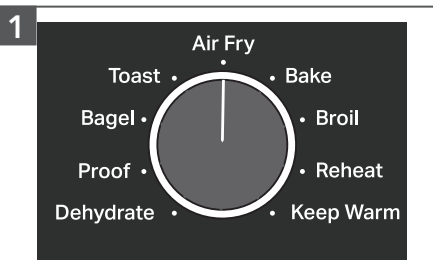 1
Air Fry
Toast
Bake
Bagel
Broil
Proof
Reheat
Dehydrate
Keep Warm